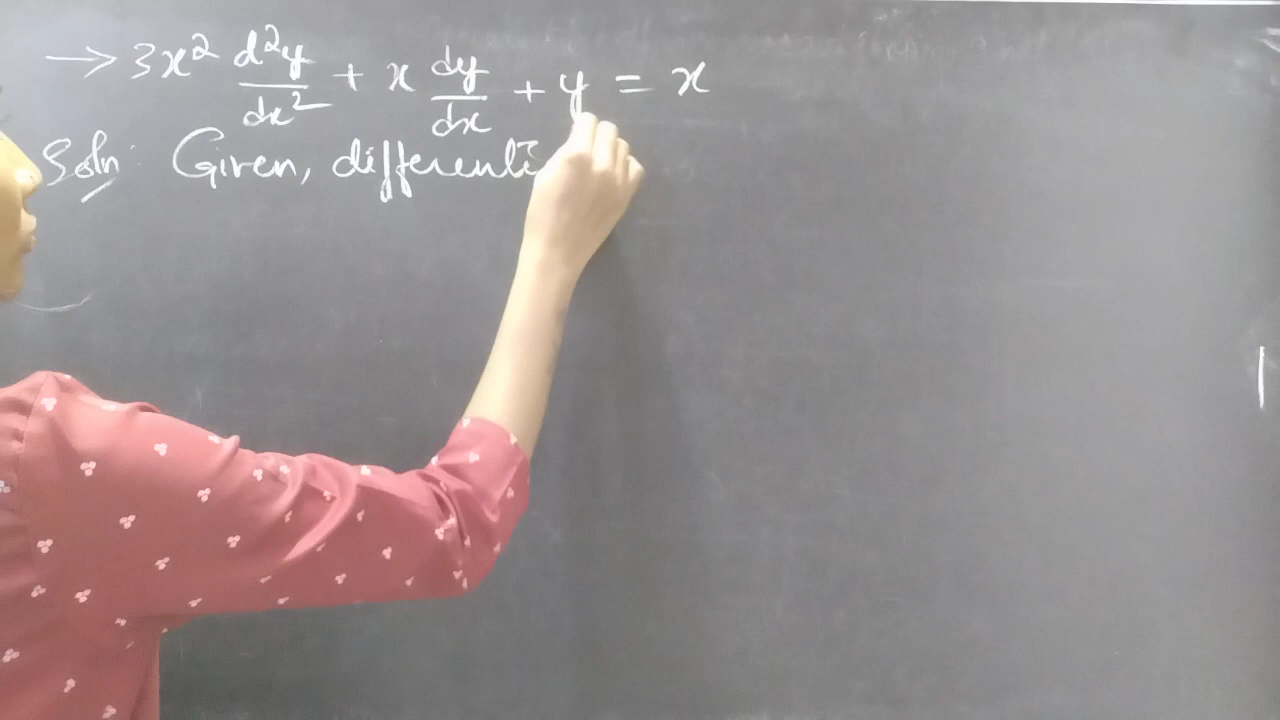 → 3x² d²y/dx² + x dy/dx + y = x
Soln: Given, differenti